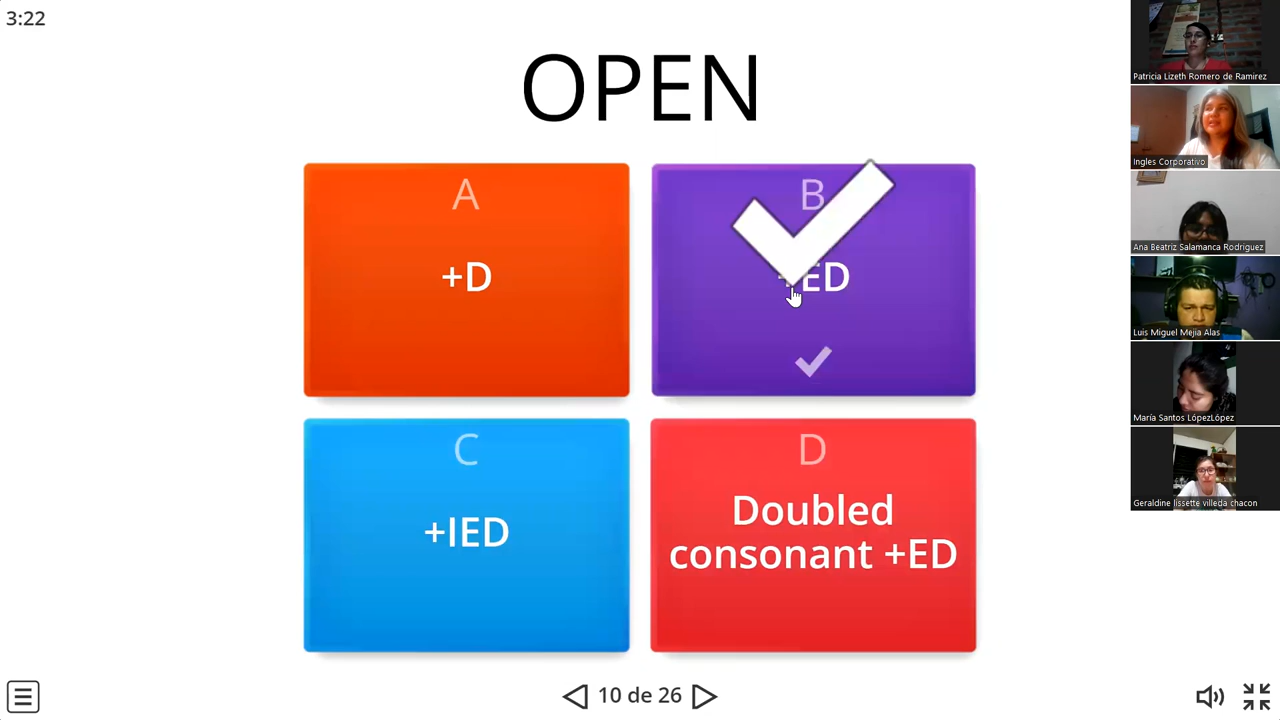 3:22
OPEN
A
+D
B
+ED
C
+IED
D
Doubled
consonant +ED
10 de 26
Patricia Lizeth Romero de Ramirez
Ingles Corporativo
Ana Beatriz Salamanca Rodriguez
Luis Miguel Mejia Alas
María Santos LópezLópez
Geraldine lissette villeda chacon